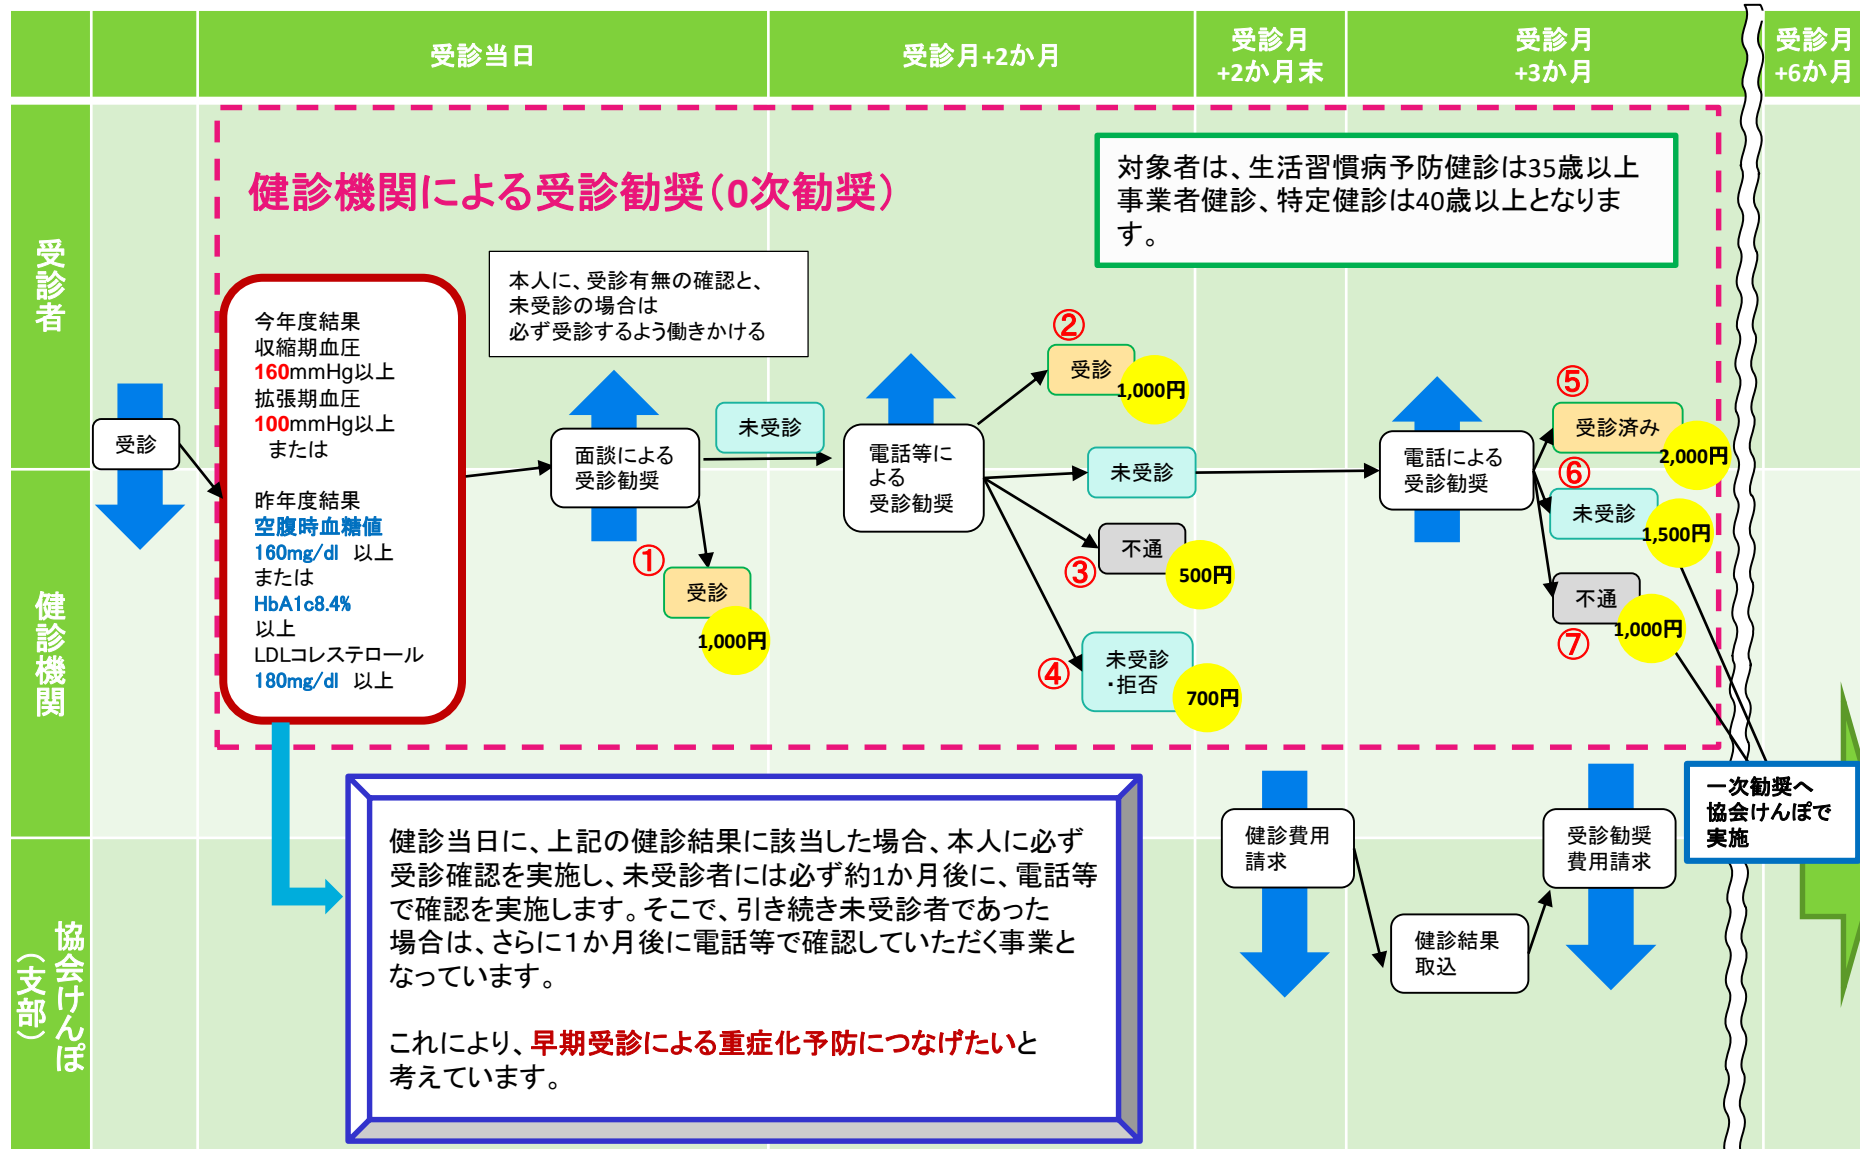 受診当日
受診月+2か月
受診月
+2か月末
受診月
+3か月
受診月
+6か月
受診者
健診機関
協会けんぽ
（支部）
健診機関による受診勧奨（0次勧奨）
対象者は、生活習慣病予防健診は35歳以上
事業者健診、特定健診は40歳以上となりま
す。
本人に、受診有無の確認と、
未受診の場合は
必ず受診するよう働きかける
受診
今年度結果
収縮期血圧
160mmHg以上
拡張期血圧
100mmHg以上
または
昨年度結果
空腹時血糖値
160mg/dl 以上
または
HbA1c8.4%
以上
LDLコレステロール
180mg/dl 以上
面談による
受診勧奨
未受診
①
受診
1,000円
電話等に
よる
受診勧奨
②
受診
1,000円
未受診
③
不通
500円
④
未受診
・拒否
700円
電話による
受診勧奨
⑤
受診済み
2,000円
⑥
未受診
1,500円
不通
1,000円
⑦
一次勧奨へ
協会けんぽで
実施
健診費用
請求
健診結果
取込
受診勧奨
費用請求
健診当日に、上記の健診結果に該当した場合、本人に必ず
受診確認を実施し、未受診者には必ず約1か月後に、電話等
で確認を実施します。そこで、引き続き未受診者であった
場合は、さらに１か月後に電話等で確認していただく事業と
なっています。
これにより、早期受診による重症化予防につなげたいと
考えています。